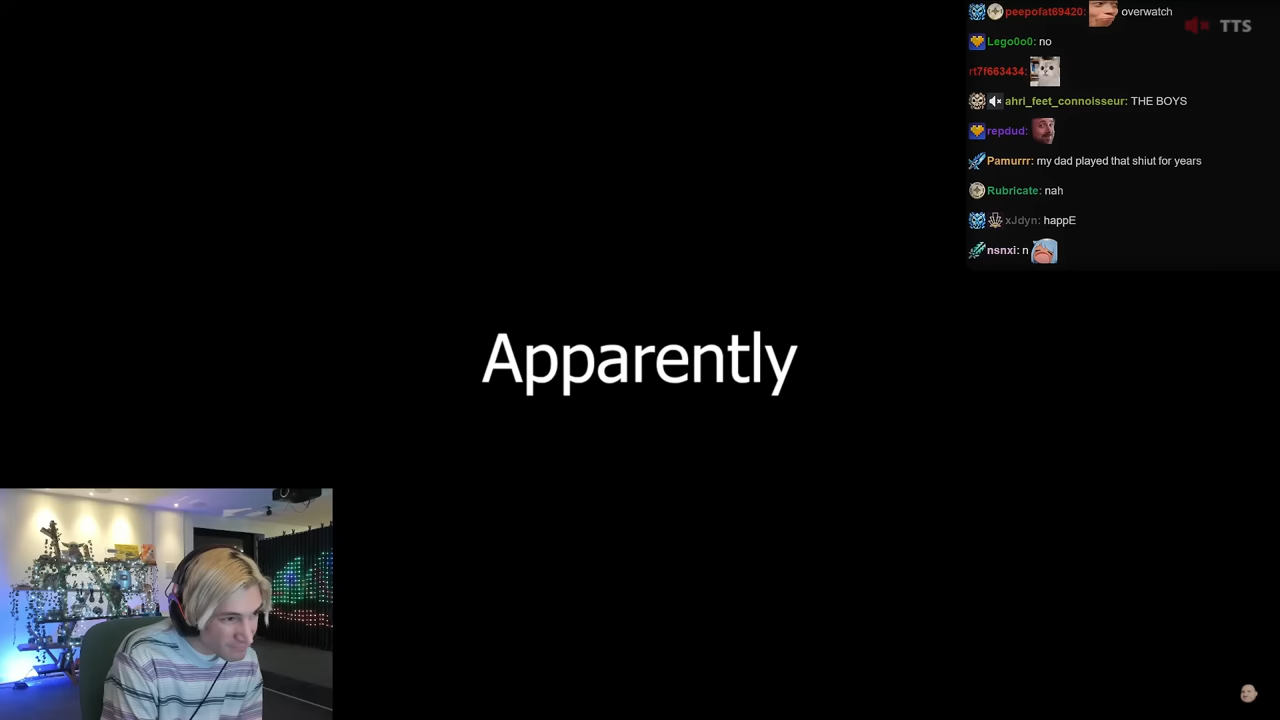 peepofat69420: overwatch
TTS
Lego0o0: no
rt7f663434:
ahri_feet_connoisseur: THE BOYS
repdud:
Pamurrr: my dad played that shiut for years
Rubricate: nah
xJdyn: happE
nsnxi: n
Apparently